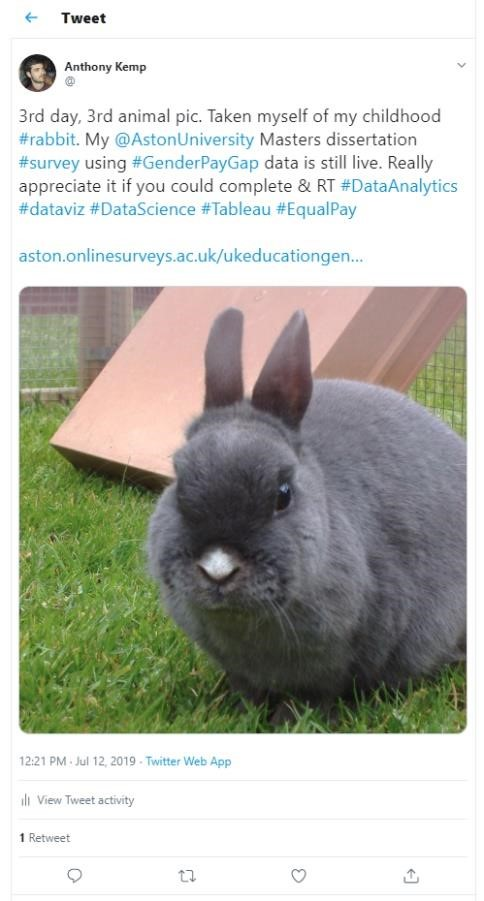 Tweet
Anthony Kemp
@
3rd day, 3rd animal pic. Taken myself of my childhood
#rabbit. My @AstonUniversity Masters dissertation
#survey using #GenderPayGap data is still live. Really
appreciate it if you could complete & RT #DataAnalytics
#dataviz #DataScience #Tableau #EqualPay
aston.onlinesurveys.ac.uk/ukeducationgen...
12:21 PM · Jul 12, 2019 · Twitter Web App
View Tweet activity
1 Retweet